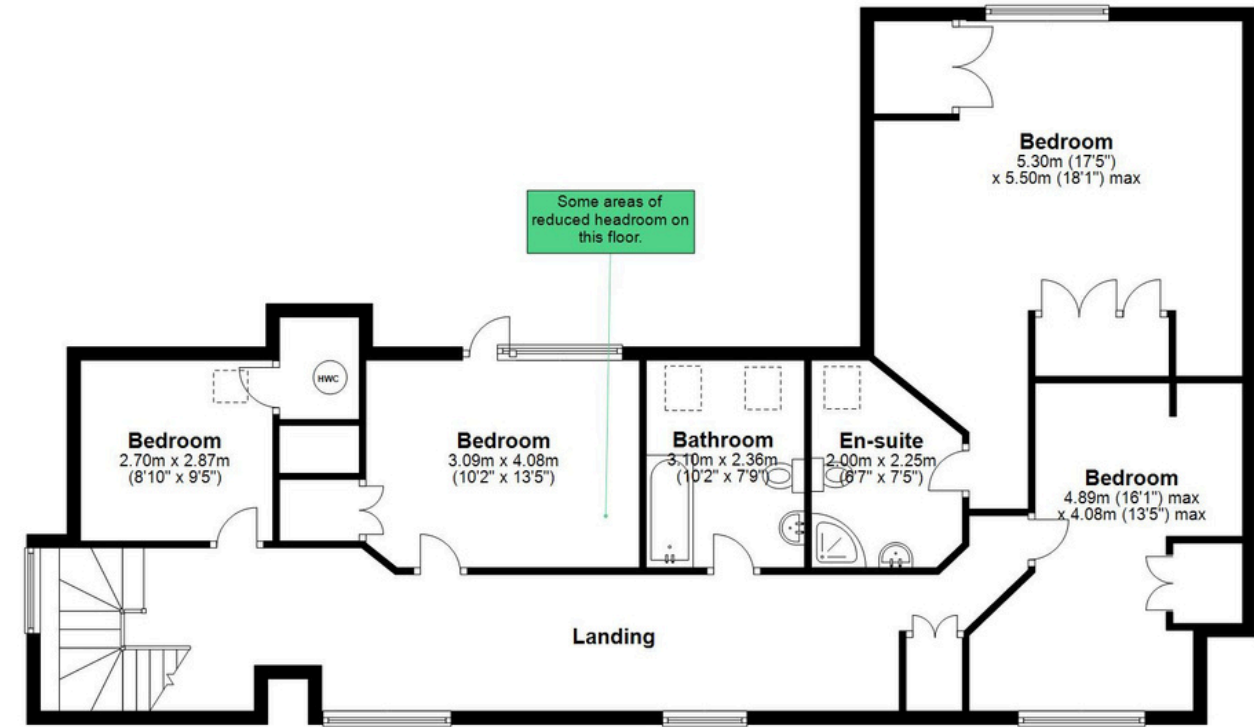 Bedroom
5.30m (17'5")
x 5.50m (18'1") max
Some areas of
reduced headroom on
this floor.
HWC
Bedroom
2.70m x 2.87m
(8'10" x 9'5")
Bedroom
3.09m x 4.08m
(10'2" x 13'5")
Bathroom
3.10m x 2.36m
(10'2" x 7'9")
En-suite
2.00m x 2.25m
(6'7" x 7'5")
Bedroom
4.89m (16'1") max
x 4.08m (13'5") max
Landing